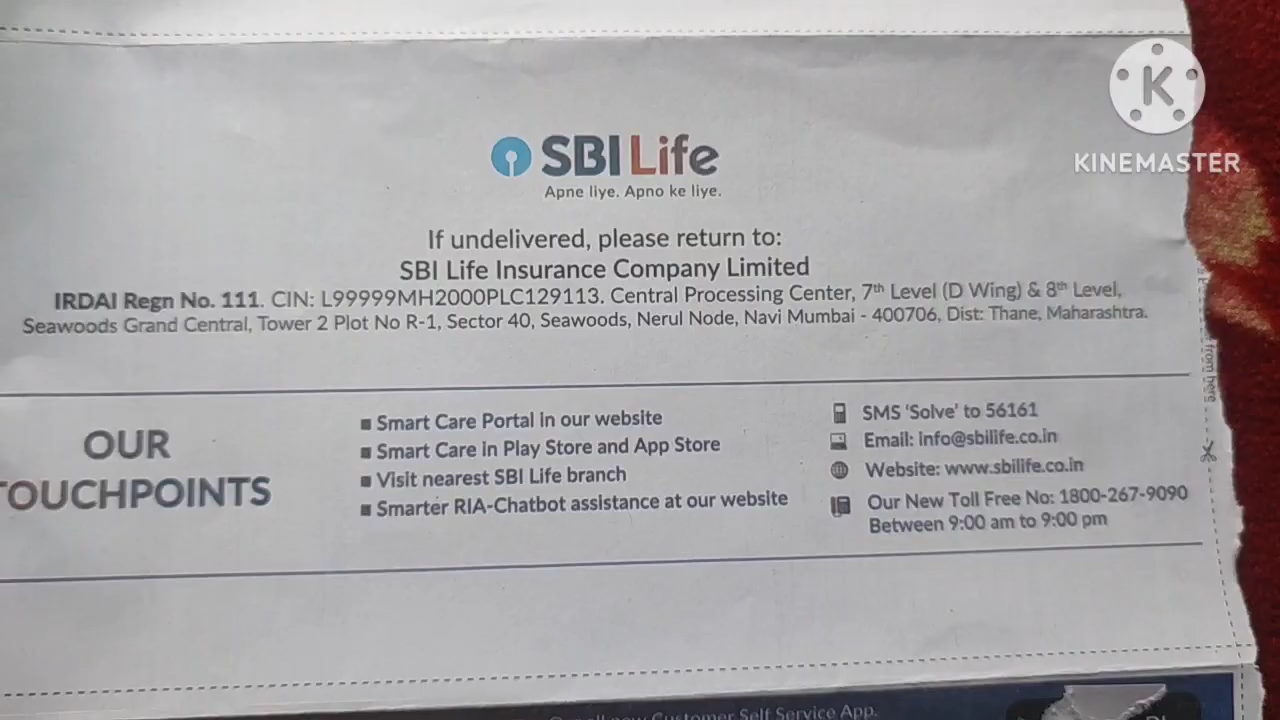 K
KINEMASTER
SBI Life
Apne liye. Apno ke liye.
If undelivered, please return to:
SBI Life Insurance Company Limited
IRDAI Regn No. 111. CIN: L99999MH2000PLC129113. Central Processing Center, 7th Level (D Wing) & 8th Level,
Seawoods Grand Central, Tower 2 Plot No R-1, Sector 40, Seawoods, Nerul Node, Navi Mumbai - 400706, Dist: Thane, Maharashtra.
from here
OUR
TOUCHPOINTS
■ Smart Care Portal in our website
■ Smart Care in Play Store and App Store
■ Visit nearest SBI Life branch
■ Smarter RIA-Chatbot assistance at our website
SMS 'Solve' to 56161
Email: info@sbilife.co.in
Website: www.sbilife.co.in
Our New Toll Free No: 1800-267-9090
Between 9:00 am to 9:00 pm
new Customer Self Service App.